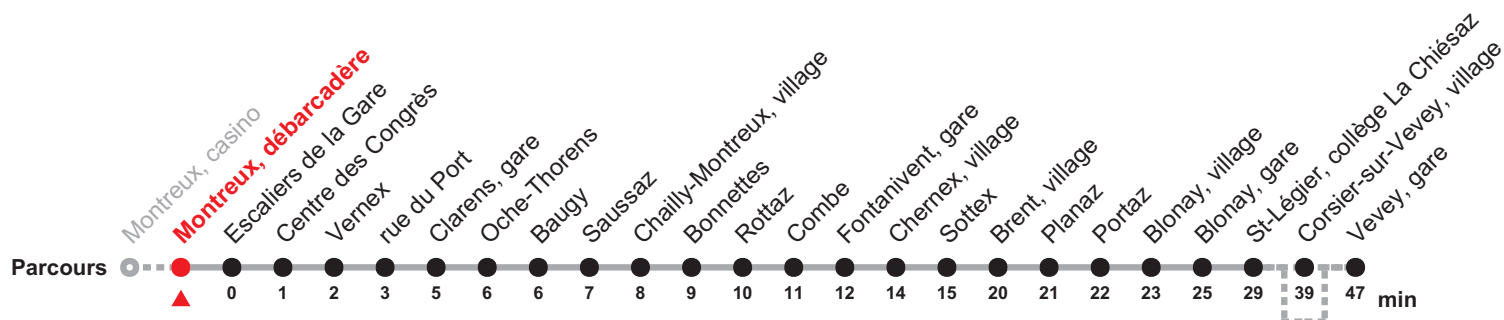 Parcours
Montreux, casino
Montreux, débarcadère
Escaliers de la Gare
Centre des Congrès
Vernex
rue du Port
Clarens, gare
Oche-Thorens
Baugy
Saussaz
Chailly-Montreux, village
Bonnettes
Rottaz
Combe
Fontanivent, gare
Chernex, village
Sottex
Brent, village
Planaz
Portaz
Blonay, village
Blonay, gare
St-Légier, collège La Chiésaz
Corsier-sur-Vevey, village
Vevey, gare
0 1 2 3 5 6 6 7 8 9 10 11 12 14 15 20 21 22 23 25 29 39 47 min